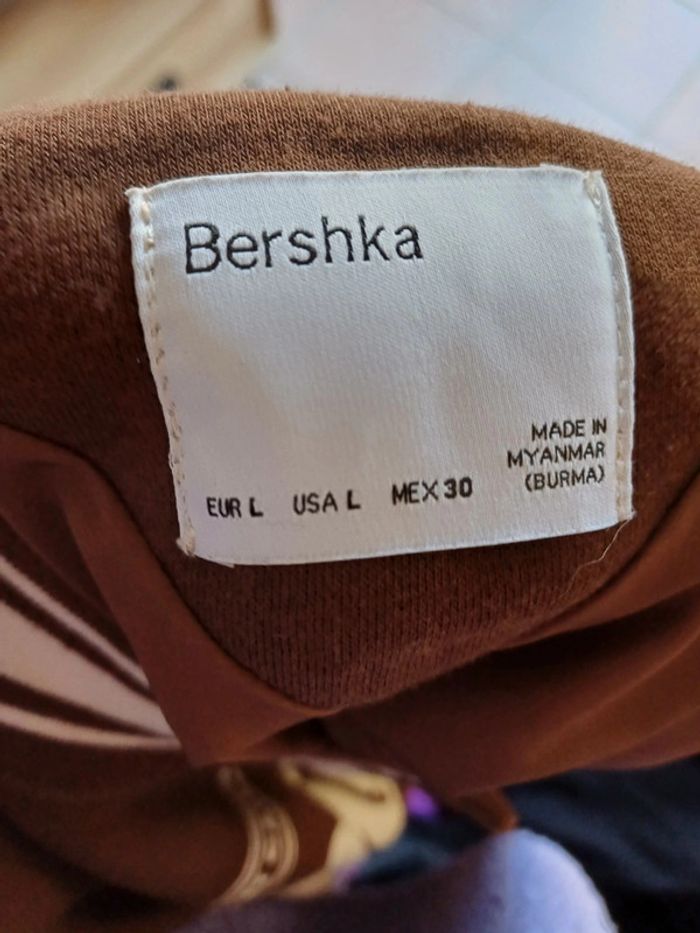 Bershka
EUR L USA L MEX 30
MADE IN
MYANMAR
(BURMA)